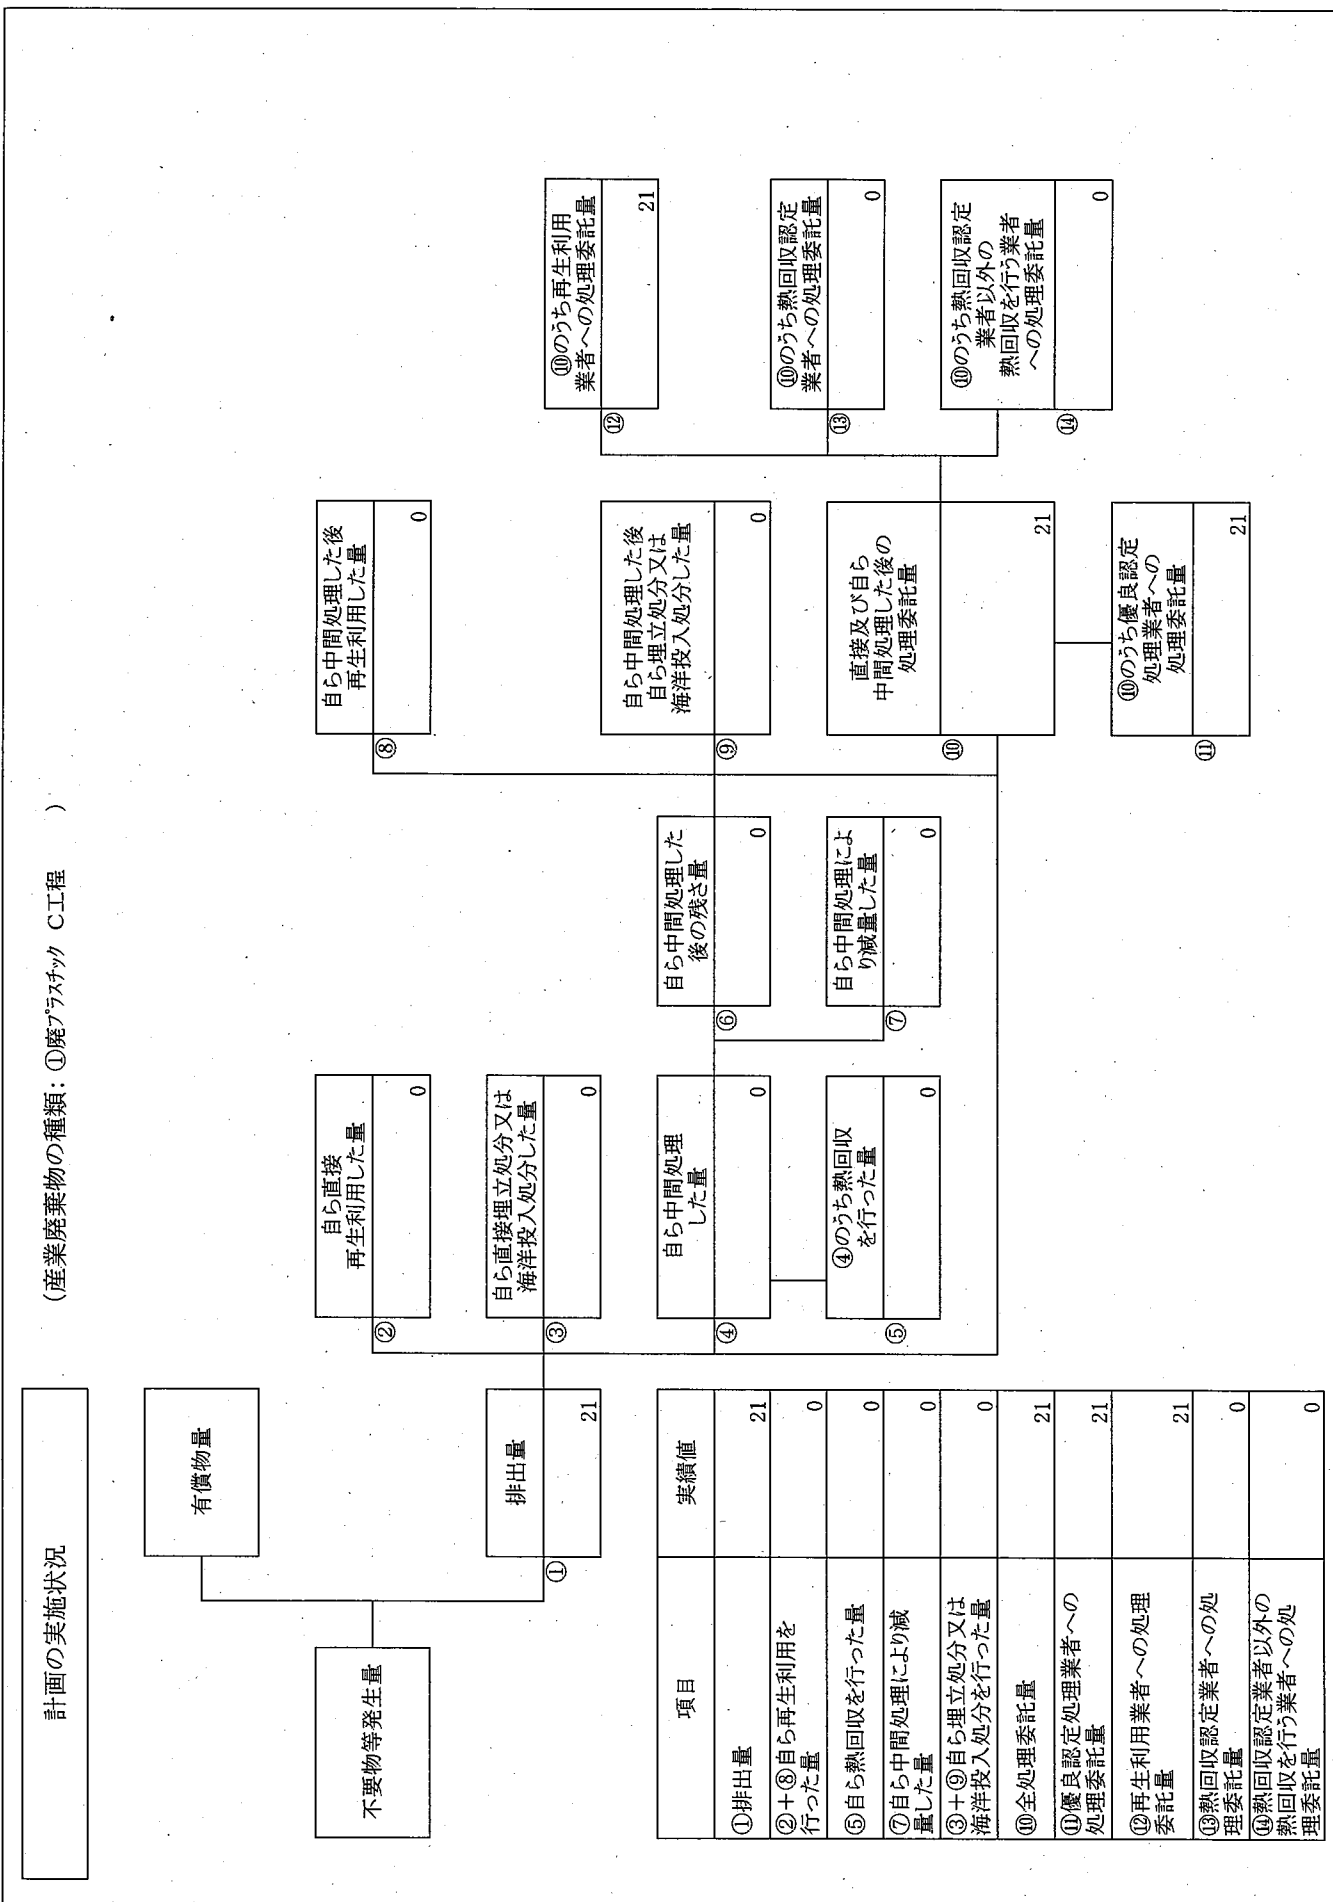 計画の実施状況
(産業廃棄物の種類：①廃プラスチック C工程 )
不要物等発生量
有償物量
①
排出量
21
②
自ら直接
再生利用した量
0
③
自ら直接埋立処分又は
海洋投入処分した量
0
④
自ら中間処理
した量
0
⑤
④のうち熱回収
を行った量
0
⑥
自ら中間処理した
後の残さ量
0
⑦
自ら中間処理によ
り減量した量
0
⑧
自ら中間処理した後
再生利用した量
0
⑨
自ら中間処理した後
自ら埋立処分又は
海洋投入処分した量
0
⑩
直接及び自ら
中間処理した後の
処理委託量
21
⑪
⑩のうち優良認定
処理業者への
処理委託量
21
⑫
⑩のうち再生利用
業者への処理委託量
21
⑬
⑩のうち熱回収認定
業者への処理委託量
0
⑭
⑩のうち熱回収認定
業者以外の
熱回収を行う業者
への処理委託量
0
項目 実績値
①排出量 21
②＋⑧自ら再生利用を
行った量 0
⑤自ら熱回収を行った量 0
⑦自ら中間処理により減
量した量 0
③＋⑨自ら埋立処分又は
海洋投入処分を行った量 0
⑩全処理委託量 21
⑪優良認定処理業者への
処理委託量 21
⑫再生利用業者への処理
委託量 21
⑬熱回収認定業者への処
理委託量 0
⑭熱回収認定業者以外の
熱回収を行う業者への処
理委託量 0